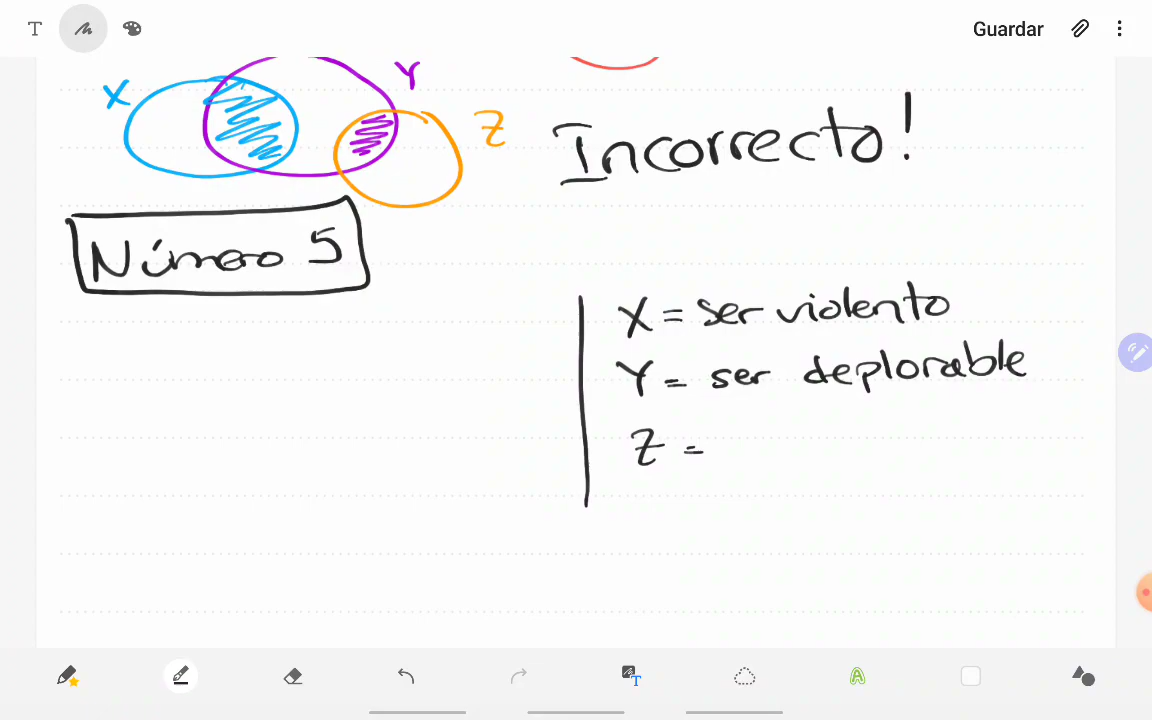 T Guardar
X Y Z
Incorrecto!
Número 5
X = ser violento
Y = ser deplorable
Z =